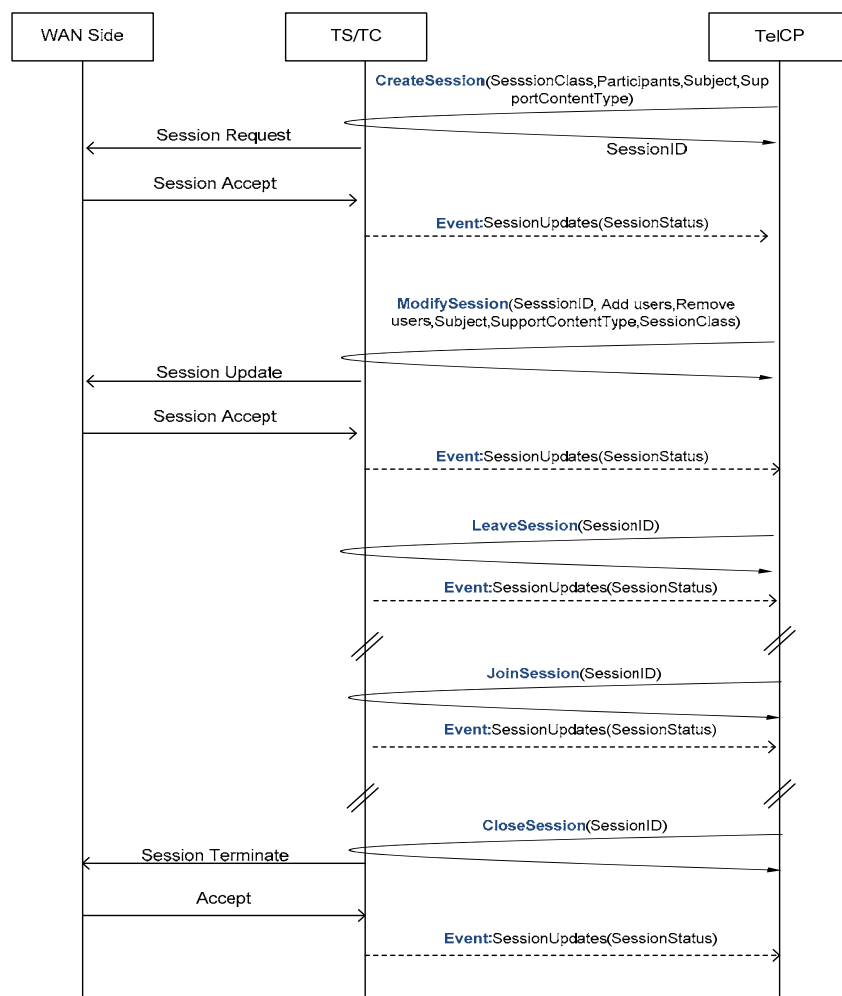 WAN Side
TS/TC
TelCP
CreateSession(SesssionClass,Participants,Subject,Sup
portContentType)
Session Request
SessionID
Session Accept
Event:SessionUpdates(SessionStatus)
ModifySession(SesssionID, Add users,Remove
users,Subject,SupportContentType,SessionClass)
Session Update
Session Accept
Event:SessionUpdates(SessionStatus)
LeaveSession(SessionID)
Event:SessionUpdates(SessionStatus)
JoinSession(SessionID)
Event:SessionUpdates(SessionStatus)
CloseSession(SessionID)
Session Terminate
Accept
Event:SessionUpdates(SessionStatus)